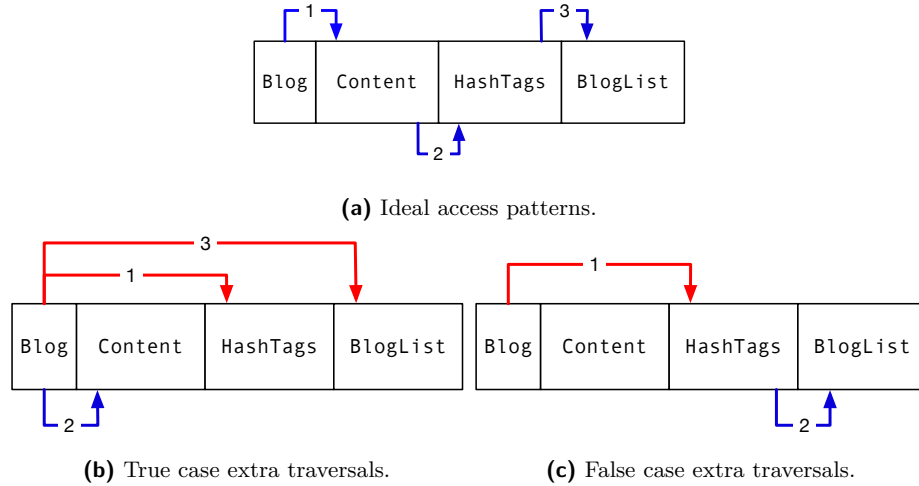 1
3
Blog Content HashTags BlogList
2
(a) Ideal access patterns.
3
1
1
Blog Content HashTags BlogList
Blog Content HashTags BlogList
2
2
(b) True case extra traversals.
(c) False case extra traversals.